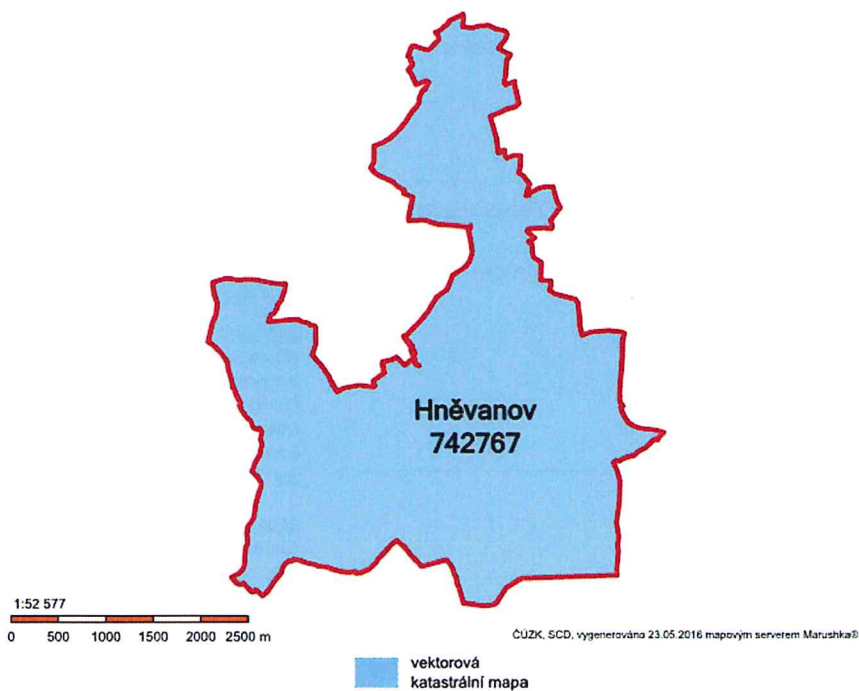 Hněvanov
742767
1:52 577
0 500 1000 1500 2000 2500 m
ČÚZK, SCD, vygenerováno 23.05.2016 mapovým serverem Marushka®
vektorová
katastrální mapa